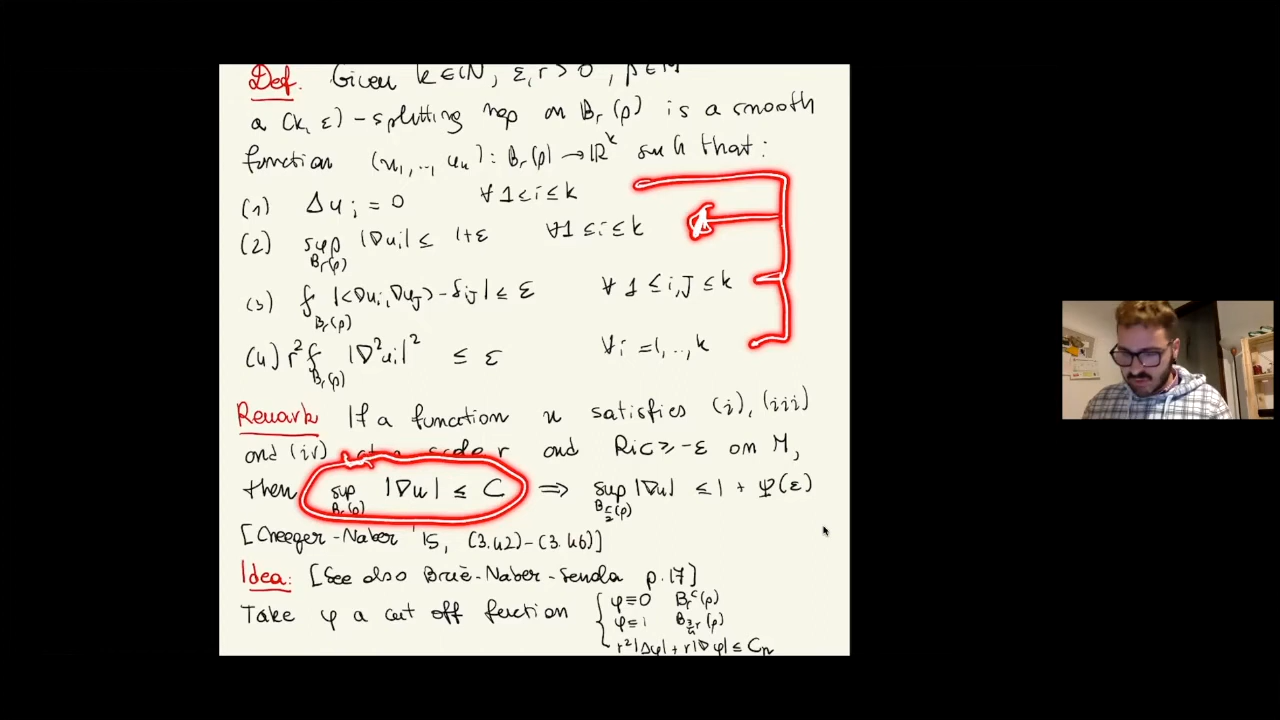 Def. Given k∈ℕ, ε,r>0, p∈M
a (k, ε)-splitting map on B_r(p) is a smooth
function (u_1,..,u_k): B_r(p)→ℝ^k such that:
(1) Δu_i = 0 ∀ 1≤i≤k
(2) sup_{B_r(p)} |∇u_i| ≤ 1+ε ∀1≤i≤k
(3) ⨍_{B_r(p)} |<∇u_i,∇u_J>-δ_iJ| ≤ ε ∀ 1≤i,J≤k
(4) r^2 ⨍_{B_r(p)} |∇^2u_i|^2 ≤ ε ∀i=1,..,k
Remark If a function u satisfies (i), (iii)
and (iv) at scale r and Ric≥-ε on M,
then sup_{B_r(p)} |∇u| ≤ C ⟹ sup_{B_{r/2}(p)} |∇u| ≤ 1 + Ψ(ε)
[Cheeger-Naber '15, (3.42)-(3.46)]
Idea: [See also Bruè-Naber-Semola p.17]
Take φ a cut off function { φ≡0 B_r^c(p)
φ≡1 B_{3/4 r}(p)
r^2|Δφ|+r|∇φ|≤C_n